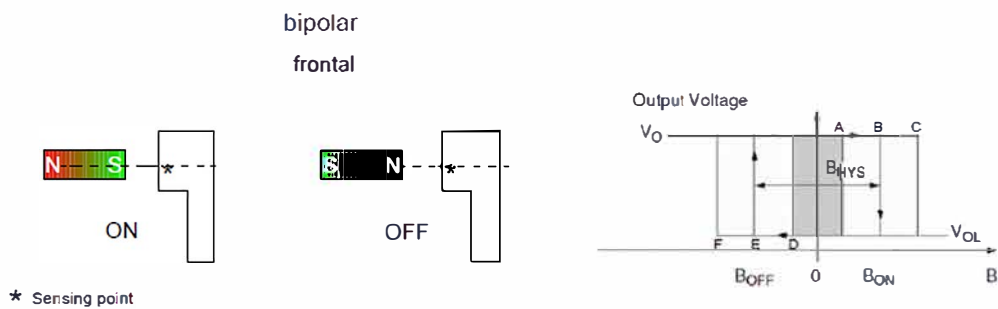 bipolar
frontal
N S
*
ON
S N
*
OFF
* Sensing point
Output Voltage
VO
A B C
BHYS
VOL
F E D
BOFF 0 BON B